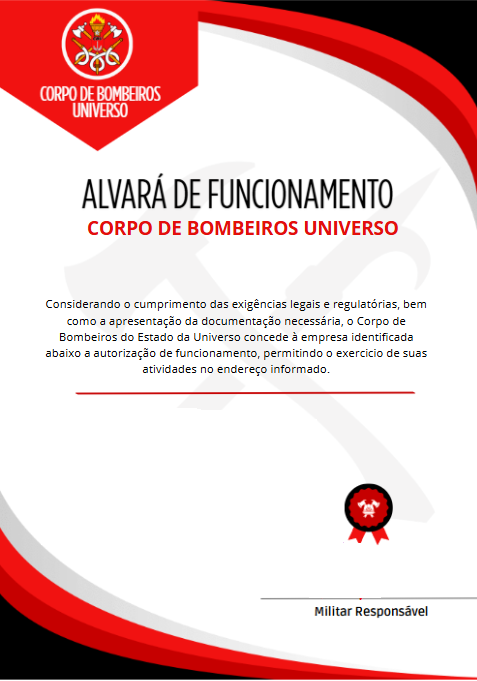 CORPO DE BOMBEIROS
UNIVERSO
ALVARÁ DE FUNCIONAMENTO
CORPO DE BOMBEIROS UNIVERSO
Considerando o cumprimento das exigências legais e regulatórias, bem
como a apresentação da documentação necessária, o Corpo de
Bombeiros do Estado da Universo concede à empresa identificada
abaixo a autorização de funcionamento, permitindo o exercicio de suas
atividades no endereço informado.
Militar Responsável